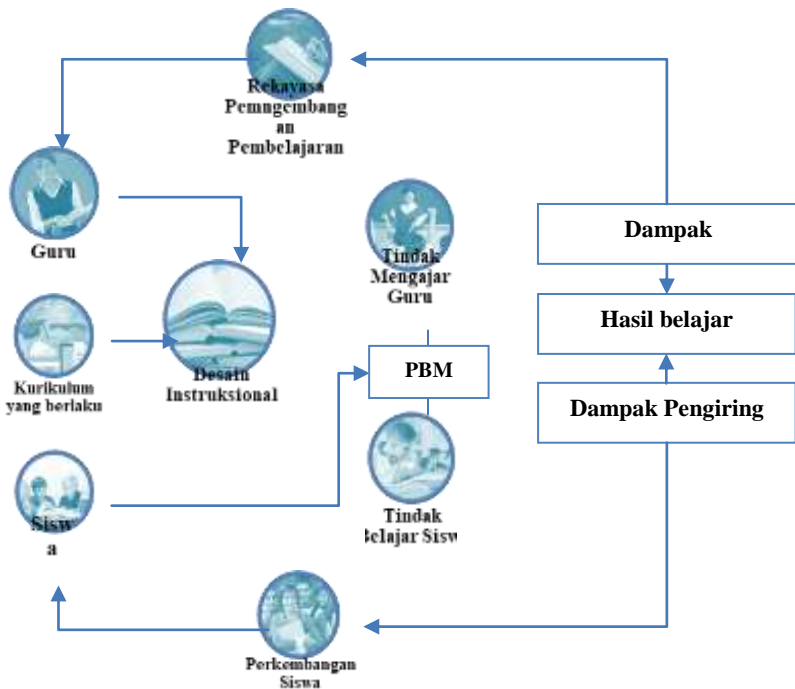 Rekayasa
Pemngembang
an
Pembelajaran
Guru
Tindak
Mengajar
Guru
Dampak
Hasil belajar
Kurikulum
yang berlaku
Desain
Instruksional
PBM
Dampak Pengiring
Sisw
a
Tindak
Belajar Sisw
Perkembangan
Siswa